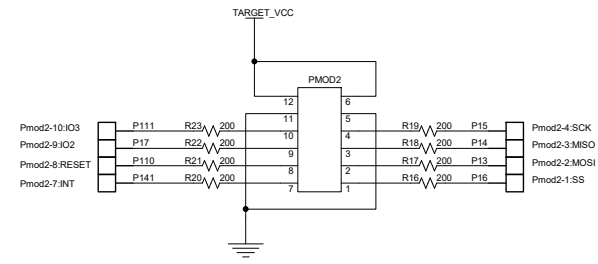 TARGET_VCC
PMOD2
12 6
11 5
Pmod2-10:IO3 P111 R23 200 10 4 R19 200 P15 Pmod2-4:SCK
Pmod2-9:IO2 P17 R22 200 9 3 R18 200 P14 Pmod2-3:MISO
Pmod2-8:RESET P110 R21 200 8 2 R17 200 P13 Pmod2-2:MOSI
Pmod2-7:INT P141 R20 200 7 1 R16 200 P16 Pmod2-1:SS